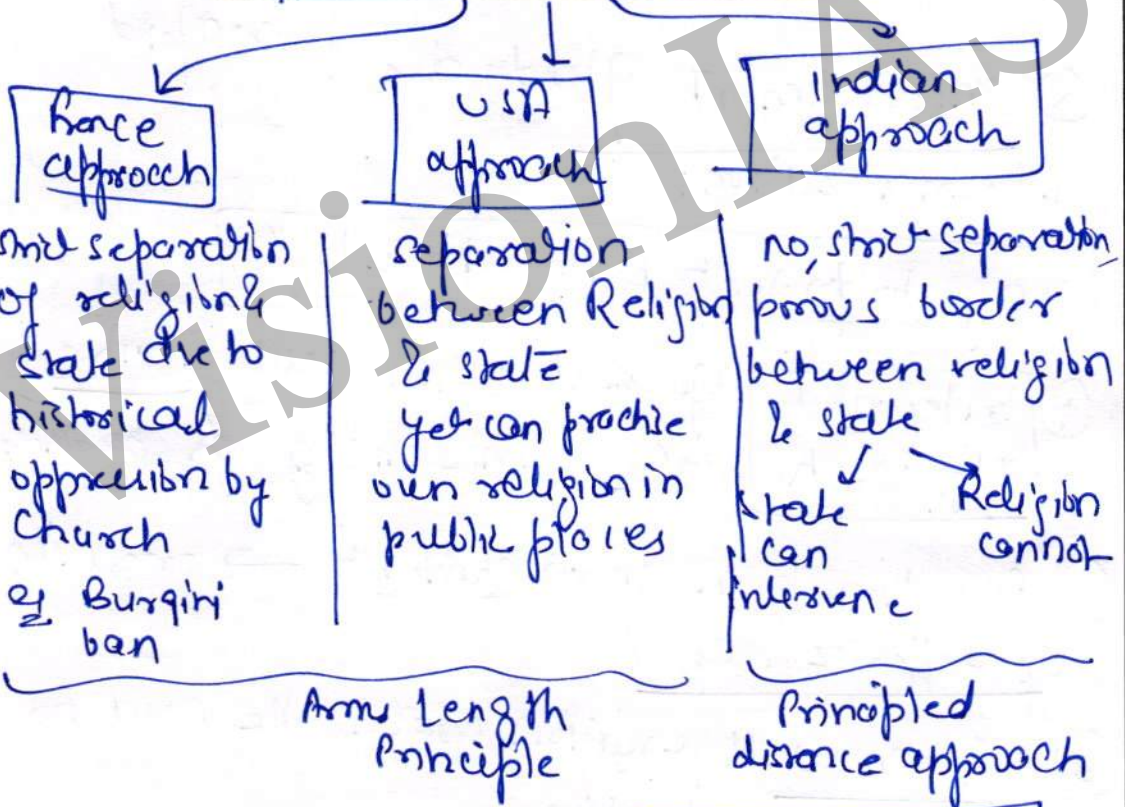 France
approach
strict separation
of religion &
state due to
historical
oppression by
Church
eg Burqini
ban
USA
approach
separation
between Religion
& state
yet can practise
own religion in
public places
Indian
approach
no, strict separation,
porous border
between religion
& state
State
can
intervene
Religion
cannot
Arms Length
Principle
Principled
distance approach
VisionIAS